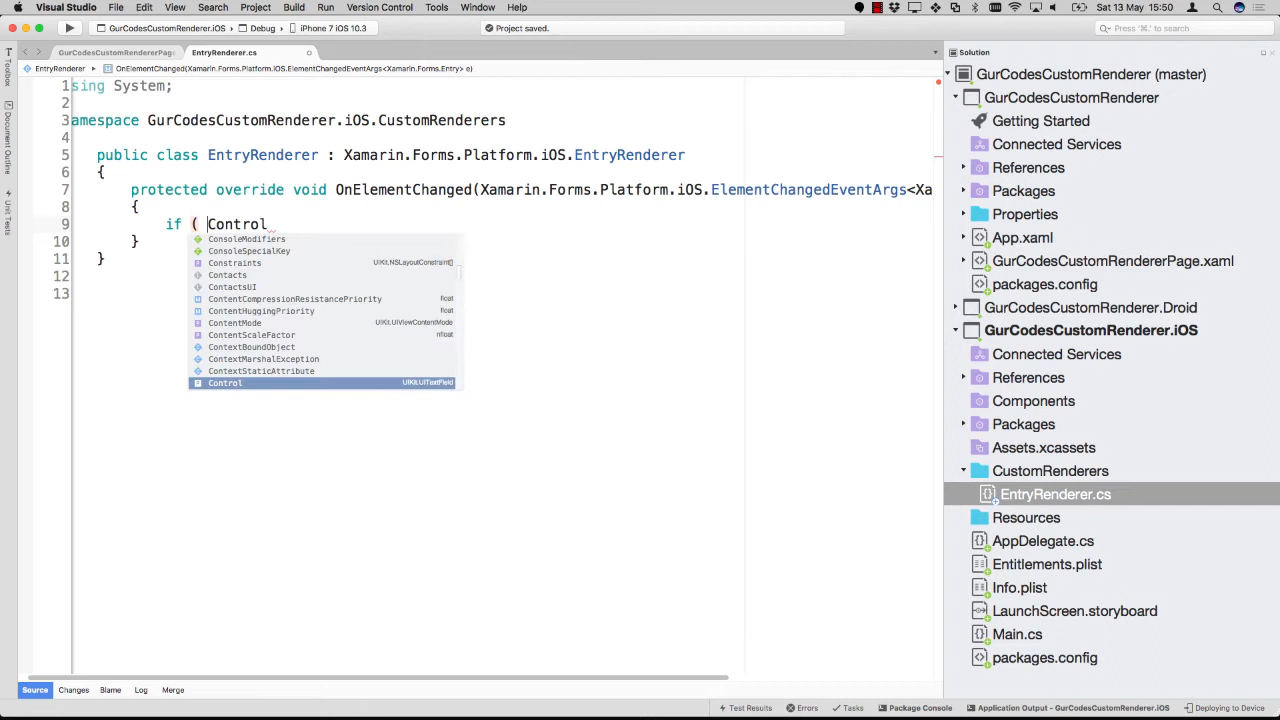 Visual Studio File Edit View Search Project Build Run Version Control Tools Window Help Sat 13 May 15:50
GurCodesCustomRenderer.iOS Debug iPhone 7 iOS 10.3 Project saved. Press '⌘.' to search
GurCodesCustomRendererPage. EntryRenderer.cs
EntryRenderer OnElementChanged(Xamarin.Forms.Platform.iOS.ElementChangedEventArgs<Xamarin.Forms.Entry> e)
Toolbox
Document Outline
Unit Tests
1 sing System;
2
3 amespace GurCodesCustomRenderer.iOS.CustomRenderers
4
5 public class EntryRenderer : Xamarin.Forms.Platform.iOS.EntryRenderer
6 {
7 protected override void OnElementChanged(Xamarin.Forms.Platform.iOS.ElementChangedEventArgs<Xa
8 {
9 if ( Control
10 }
11 }
12
13
ConsoleModifiers
ConsoleSpecialKey
Constraints UIKit.NSLayoutConstraint[]
Contacts
ContactsUI
ContentCompressionResistancePriority float
ContentHuggingPriority float
ContentMode UIKit.UIViewContentMode
ContentScaleFactor nfloat
ContextBoundObject
ContextMarshalException
ContextStaticAttribute
Control UIKit.UITextField
Solution
GurCodesCustomRenderer (master)
GurCodesCustomRenderer
Getting Started
Connected Services
References
Packages
Properties
App.xaml
GurCodesCustomRendererPage.xaml
packages.config
GurCodesCustomRenderer.Droid
GurCodesCustomRenderer.iOS
Connected Services
References
Components
Packages
Assets.xcassets
CustomRenderers
EntryRenderer.cs
Resources
AppDelegate.cs
Entitlements.plist
Info.plist
LaunchScreen.storyboard
Main.cs
packages.config
Source Changes Blame Log Merge
Test Results Errors Tasks Package Console Application Output - GurCodesCustomRenderer.iOS Deploying to Device